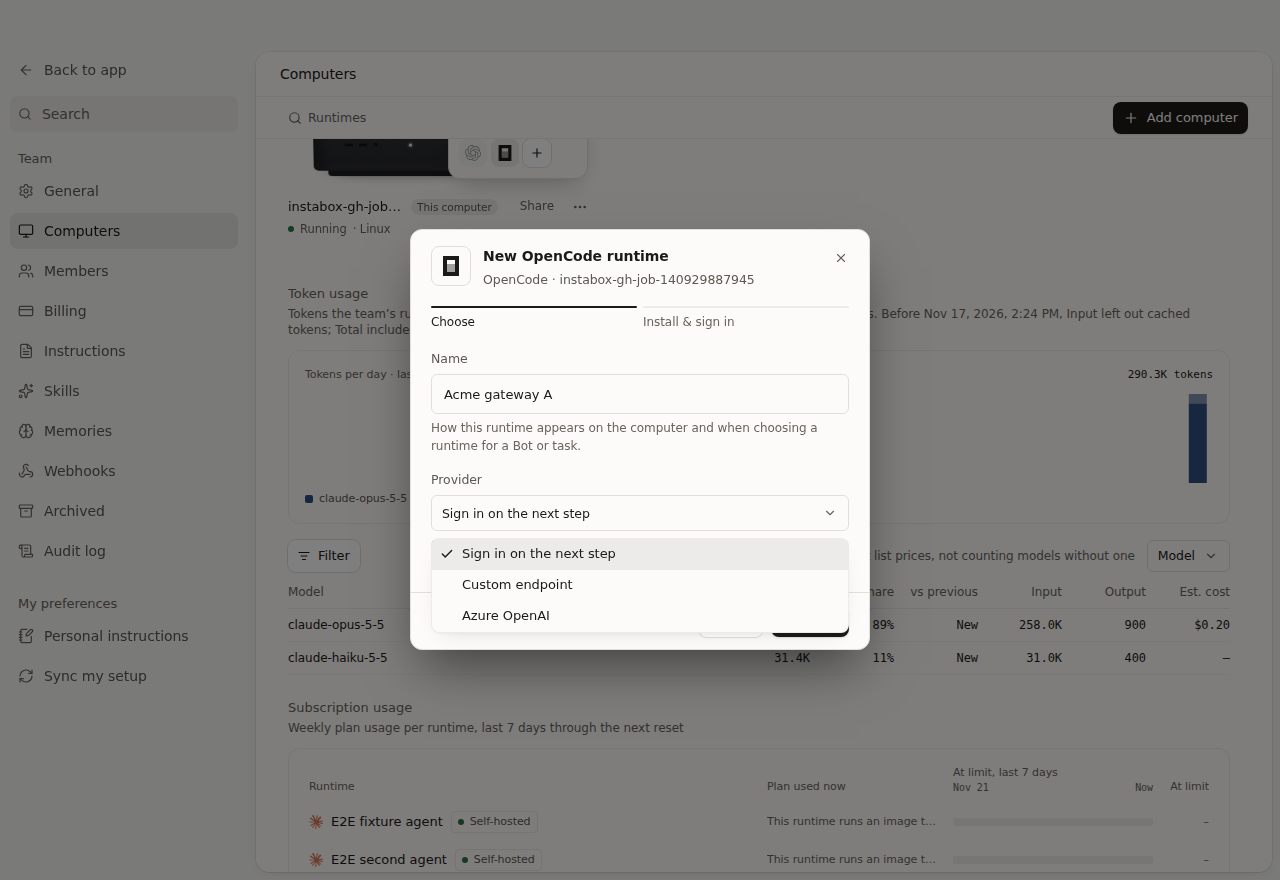 Back to app
Search
Team
General
Computers
Members
Billing
Instructions
Skills
Memories
Webhooks
Archived
Audit log
My preferences
Personal instructions
Sync my setup
Computers
Runtimes
Add computer
instabox-gh-job...
This computer
Share
Running · Linux
Token usage
Tokens the team's
Before Nov 17, 2026, 2:24 PM, Input left out cached
tokens; Total
Tokens per day ·
290.3K tokens
claude-opus-5-5
Filter
list prices, not counting models without one
Model
Model
vs previous
Input
Output
Est. cost
claude-opus-5-5
89%
New
258.0K
900
$0.20
claude-haiku-5-5
31.4K
11%
New
31.0K
400
—
Subscription usage
Weekly plan usage per runtime, last 7 days through the next reset
Runtime
Plan used now
At limit, last 7 days
Nov 21
Now
At limit
E2E fixture agent
Self-hosted
This runtime runs an image t...
–
E2E second agent
Self-hosted
This runtime runs an image t...
–
New OpenCode runtime
OpenCode · instabox-gh-job-140929887945
Choose
Install & sign in
Name
Acme gateway A
How this runtime appears on the computer and when choosing a
runtime for a Bot or task.
Provider
Sign in on the next step
Sign in on the next step
Custom endpoint
Azure OpenAI